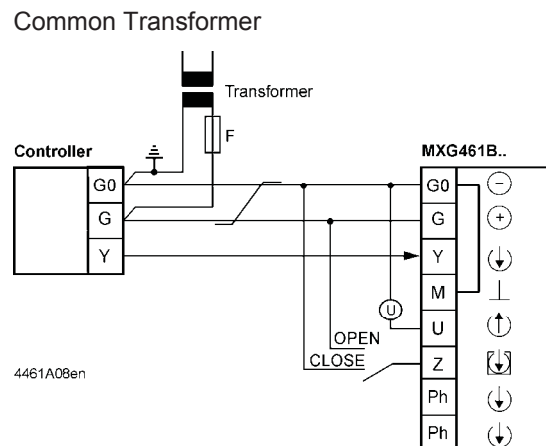 Common Transformer
Transformer
F
Controller
MXG461B..
G0
G
Y
G0
G
Y
M
U
Z
Ph
Ph
U
OPEN
CLOSE
4461A08en